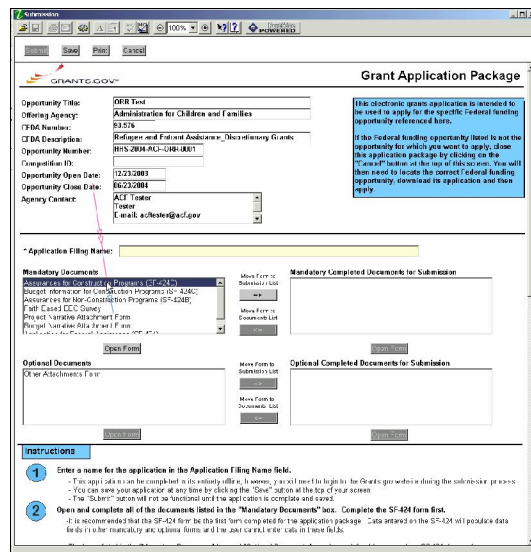 Submission
100%
POWERED
Submit Save Print Cancel
GRANTS.GOV
Grant Application Package
Opportunity Title: ORR Test
Offering Agency: Administration for Children and Families
CFDA Number: 93.576
CFDA Description: Refugee and Entrant Assistance_Discretionary Grants
Opportunity Number: HHS-2004-ACF-ORR-0001
Competition ID:
Opportunity Open Date: 12/23/2003
Opportunity Close Date: 06/23/2004
Agency Contact: ACF Tester
Tester
E-mail: acftester@acf.gov
This electronic grants application is intended to
be used to apply for the specific Federal funding
opportunity referenced here.
If the Federal funding opportunity listed is not the
opportunity for which you want to apply, close
this application package by clicking on the
"Cancel" button at the top of this screen. You will
then need to locate the correct Federal funding
opportunity, download its application and then
apply.
* Application Filing Name:
Mandatory Documents
Assurances for Construction Programs (SF-424D)
Budget Information for Construction Programs (SF-424C)
Assurances for Non-Construction Programs (SF-424B)
Faith Based EEO Survey
Project Narrative Attachment Form
Budget Narrative Attachment Form
Open Form
Move Form to
Submission List
=>
Move Form to
Documents List
<=
Mandatory Completed Documents for Submission
Open Form
Optional Documents
Other Attachments Form
Open Form
Move Form to
Submission List
=>
Move Form to
Documents List
<=
Optional Completed Documents for Submission
Open Form
Instructions
1 Enter a name for the application in the Application Filing Name field.
- This application can be completed in its entirety offline; however, you will need to login to the Grants.gov website during the submission process.
- You can save your application at any time by clicking the "Save" button at the top of your screen.
- The "Submit" button will not be functional until the application is complete and saved.
2 Open and complete all of the documents listed in the "Mandatory Documents" box. Complete the SF-424 form first.
-It is recommended that the SF-424 form be the first form completed for the application package. Data entered on the SF-424 will populate data
fields in other mandatory and optional forms and the user cannot enter data in these fields.